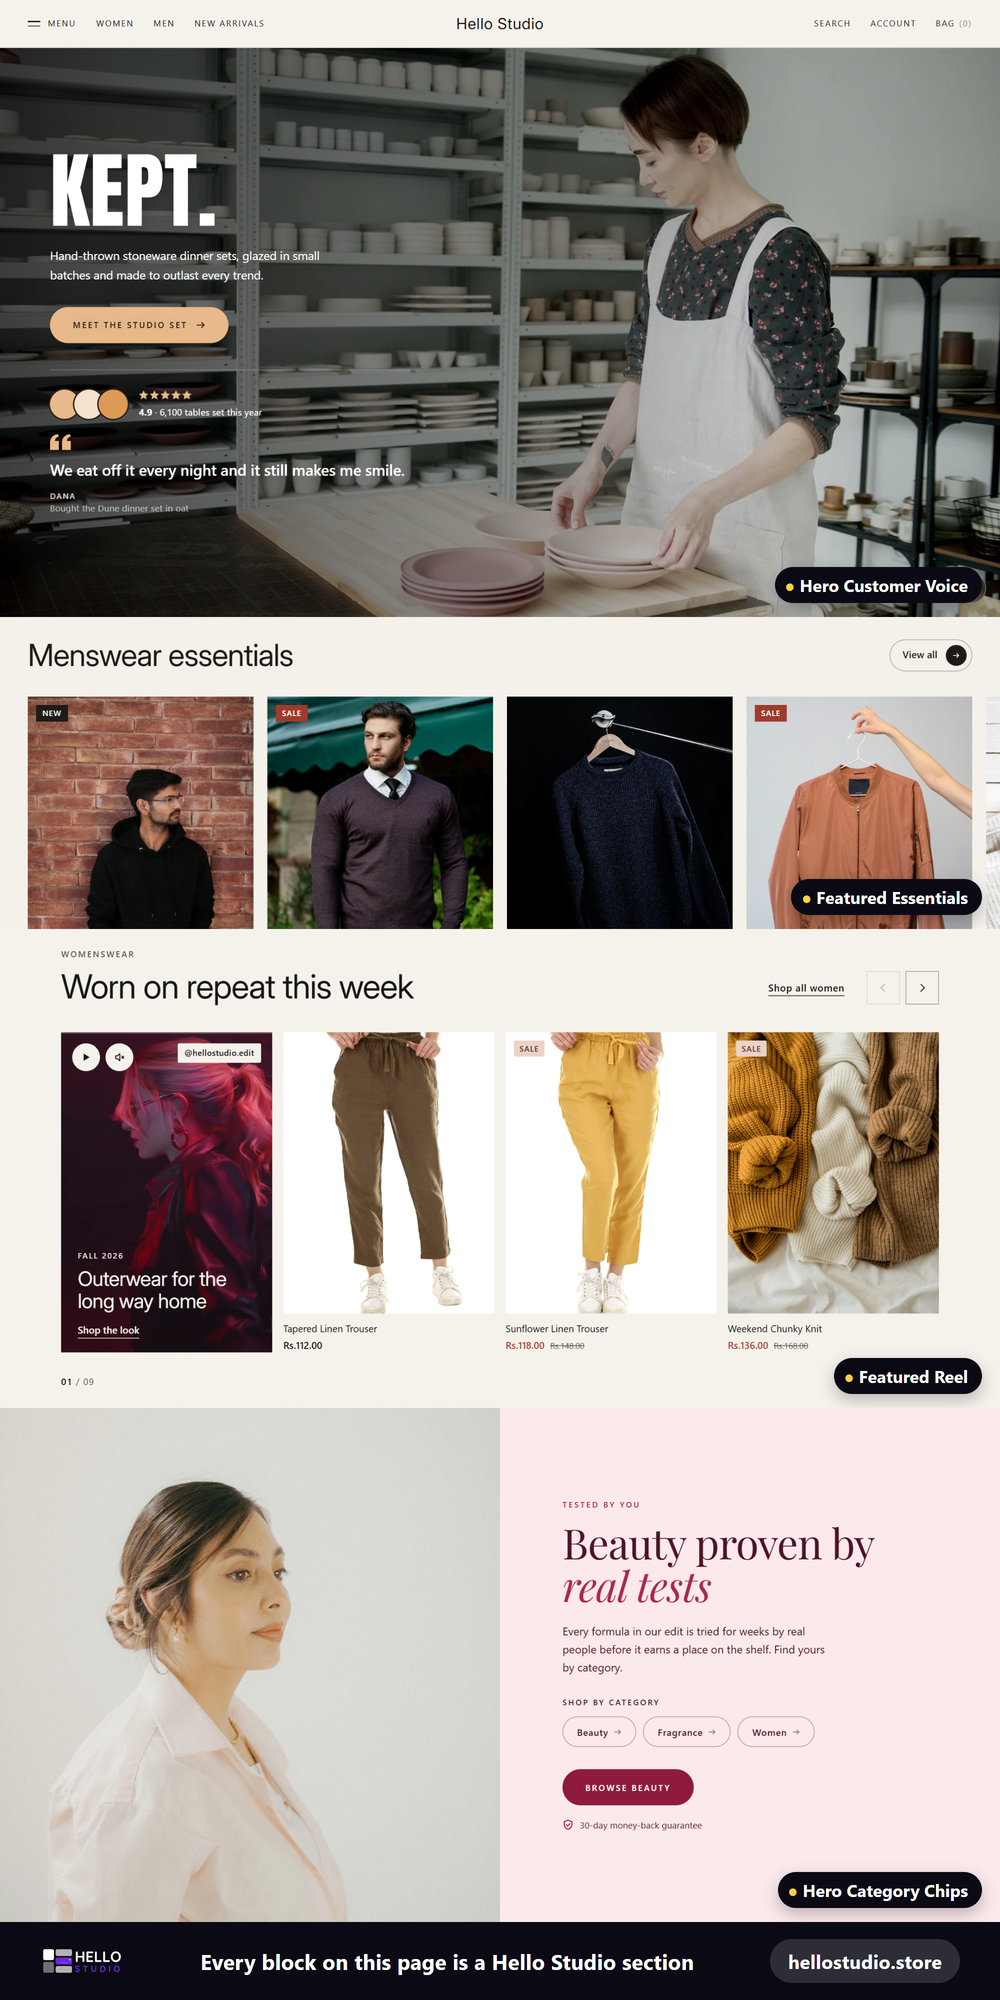 MENU WOMEN MEN NEW ARRIVALS Hello Studio SEARCH ACCOUNT BAG (0)
KEPT.
Hand-thrown stoneware dinner sets, glazed in small
batches and made to outlast every trend.
MEET THE STUDIO SET →
★★★★★
4.9 · 6,100 tables set this year
“
We eat off it every night and it still makes me smile.
DANA
Bought the Dune dinner set in oat
Hero Customer Voice
Menswear essentials
View all →
NEW
SALE
SALE
Featured Essentials
WOMENSWEAR
Worn on repeat this week
Shop all women
@hellostudio.edit
SALE
SALE
FALL 2026
Outerwear for the
long way home
Shop the look
Tapered Linen Trouser
Rs.112.00
Sunflower Linen Trouser
Rs.118.00 Rs.148.00
Weekend Chunky Knit
Rs.136.00 Rs.168.00
01 / 09
Featured Reel
TESTED BY YOU
Beauty proven by
real tests
Every formula in our edit is tried for weeks by real
people before it earns a place on the shelf. Find yours
by category.
SHOP BY CATEGORY
Beauty → Fragrance → Women →
BROWSE BEAUTY
30-day money-back guarantee
Hero Category Chips
HELLO
STUDIO
Every block on this page is a Hello Studio section
hellostudio.store